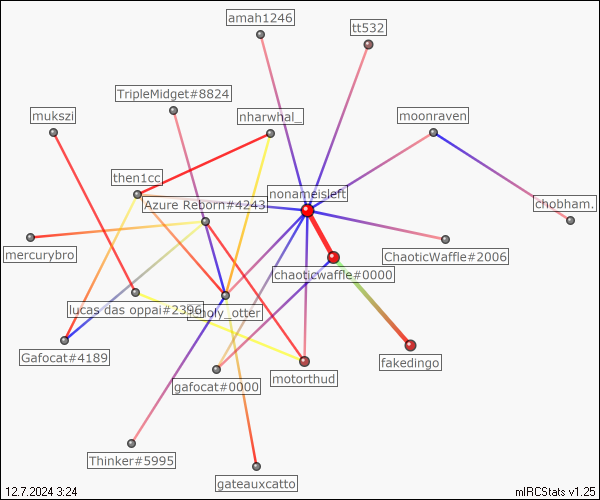 amah1246
tt532
TripleMidget#8824
mukszi
nharwhal_
moonraven
then1cc
nonameisleft
Azure Reborn#4243
chobham.
mercurybro
ChaoticWaffle#2006
chaoticwaffle#0000
lucas das oppai#2396
holy_otter
Gafocat#4189
fakedingo
gafocat#0000
motorthud
Thinker#5995
gateauxcatto
12.7.2024 3:24
mIRCStats v1.25